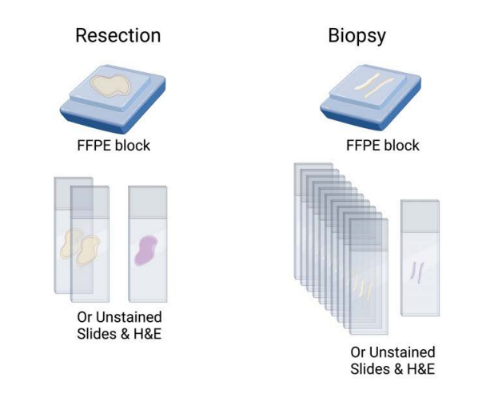 Resection
Biopsy
FFPE block
FFPE block
Or Unstained
Slides & H&E
Or Unstained
Slides & H&E